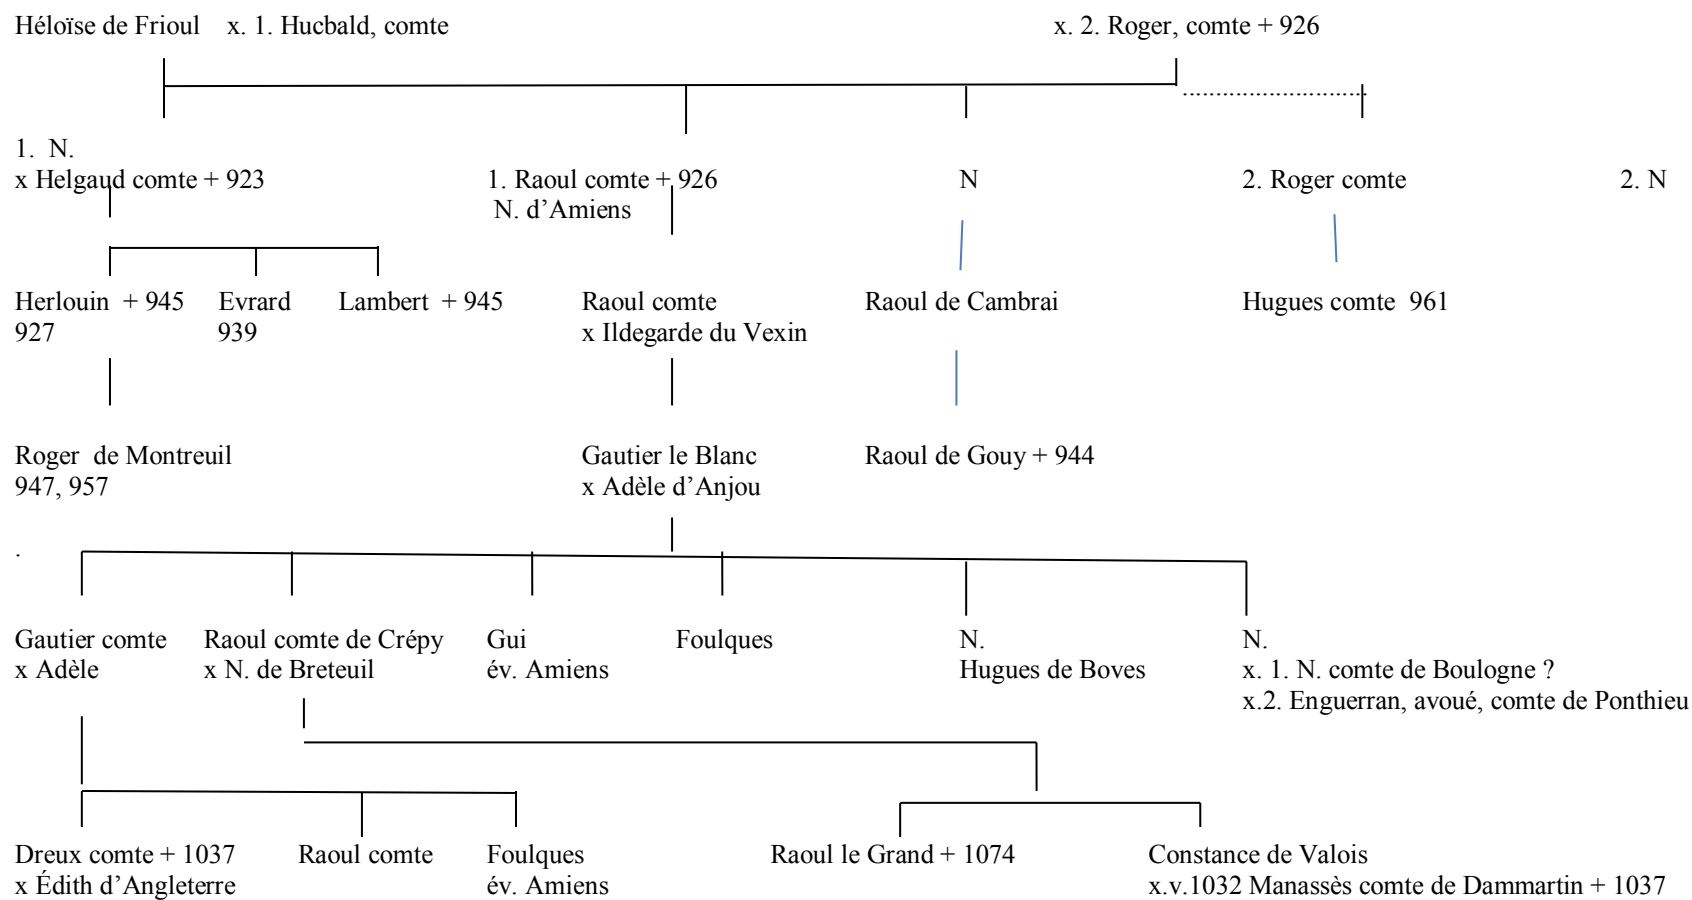 Héloïse de Frioul x. 1. Hucbald, comte x. 2. Roger, comte + 926
1. N.
x Helgaud comte + 923 1. Raoul comte + 926 N 2. Roger comte 2. N
N. d’Amiens
Herlouin + 945 Evrard Lambert + 945 Raoul comte Raoul de Cambrai Hugues comte 961
927 939 x Ildegarde du Vexin
Roger de Montreuil Gautier le Blanc Raoul de Gouy + 944
947, 957 x Adèle d’Anjou
.
Gautier comte Raoul comte de Crépy Gui Foulques N. N.
x Adèle x N. de Breteuil év. Amiens Hugues de Boves x. 1. N. comte de Boulogne ?
x.2. Enguerran, avoué, comte de Ponthieu
Dreux comte + 1037 Raoul comte Foulques Raoul le Grand + 1074 Constance de Valois
x Édith d’Angleterre év. Amiens x.v.1032 Manassès comte de Dammartin + 1037